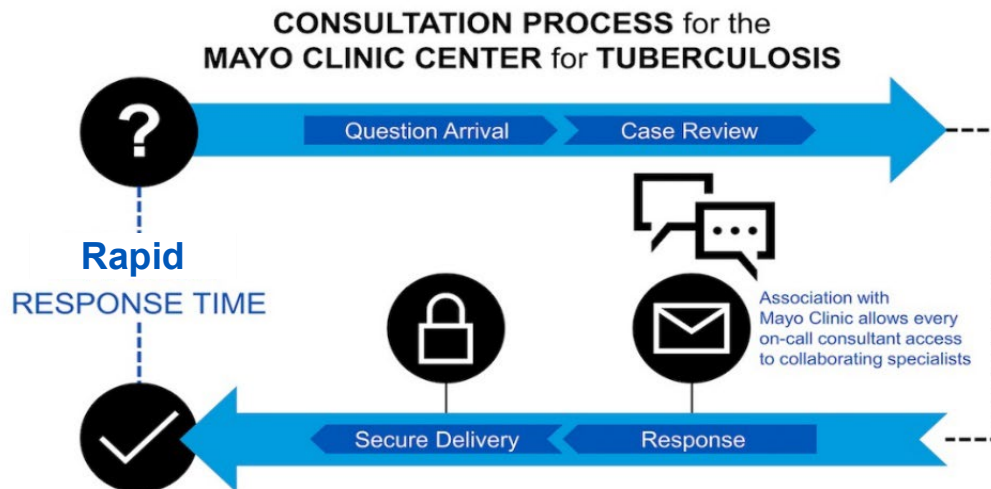 CONSULTATION PROCESS for the
MAYO CLINIC CENTER for TUBERCULOSIS
?
Question Arrival
Case Review
Rapid
RESPONSE TIME
Association with
Mayo Clinic allows every
on-call consultant access
to collaborating specialists
Secure Delivery
Response